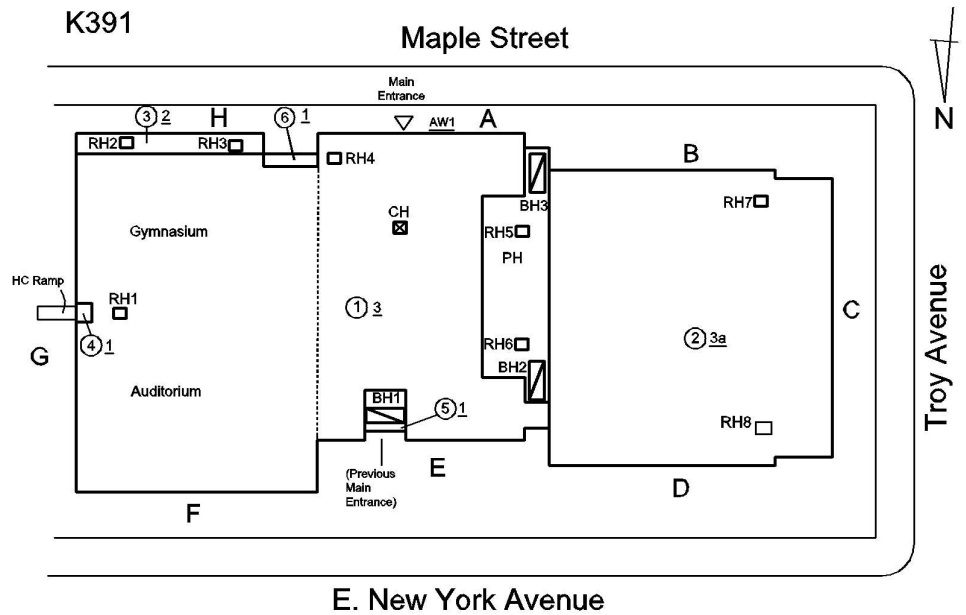 K391
Maple Street
N
Main
Entrance
3 2
H
6 1
AW1
A
B
RH2
RH3
RH4
BH3
RH7
CH
RH5
PH
Gymnasium
HC Ramp
RH1
1 3
C
4 1
G
2 3a
RH6
BH2
Troy Avenue
Auditorium
BH1
5 1
RH8
E
(Previous
Main
Entrance)
D
F
E. New York Avenue